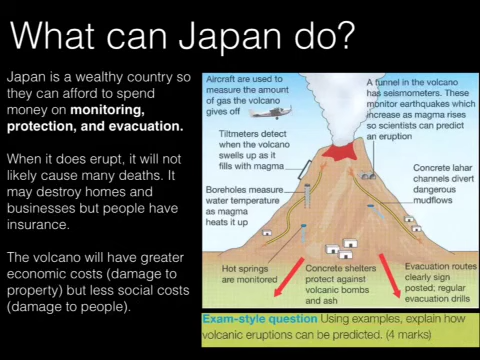 What can Japan do?
Japan is a wealthy country so
they can afford to spend
money on monitoring,
protection, and evacuation.
When it does erupt, it will not
likely cause many deaths. It
may destroy homes and
businesses but people have
insurance.
The volcano will have greater
economic costs (damage to
property) but less social costs
(damage to people).
Aircraft are used to
measure the amount
of gas the volcano
gives off
A funnel in the volcano
has seismometers. These
monitor earthquakes which
increase as magma rises
so scientists can predict
an eruption
Tiltmeters detect
when the volcano
swells up as it
fills with magma
Concrete lahar
channels divert
dangerous
mudflows
Boreholes measure
water temperature
as magma
heats it up
Hot springs
are monitored
Concrete shelters
protect against
volcanic bombs
and ash
Evacuation routes
clearly sign
posted; regular
evacuation drills
Exam-style question Using examples, explain how
volcanic eruptions can be predicted. (4 marks)